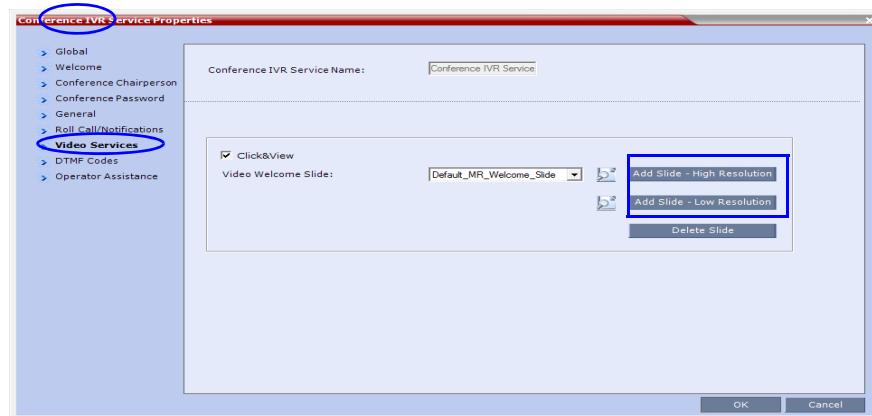 Conference IVR Service Properties
Global
Welcome
Conference Chairperson
Conference Password
General
Roll Call/Notifications
Video Services
DTMF Codes
Operator Assistance
Conference IVR Service Name: Conference IVR Service
Click&View
Video Welcome Slide: Default_MR_Welcome_Slide Add Slide - High Resolution
Add Slide - Low Resolution
Delete Slide
OK Cancel